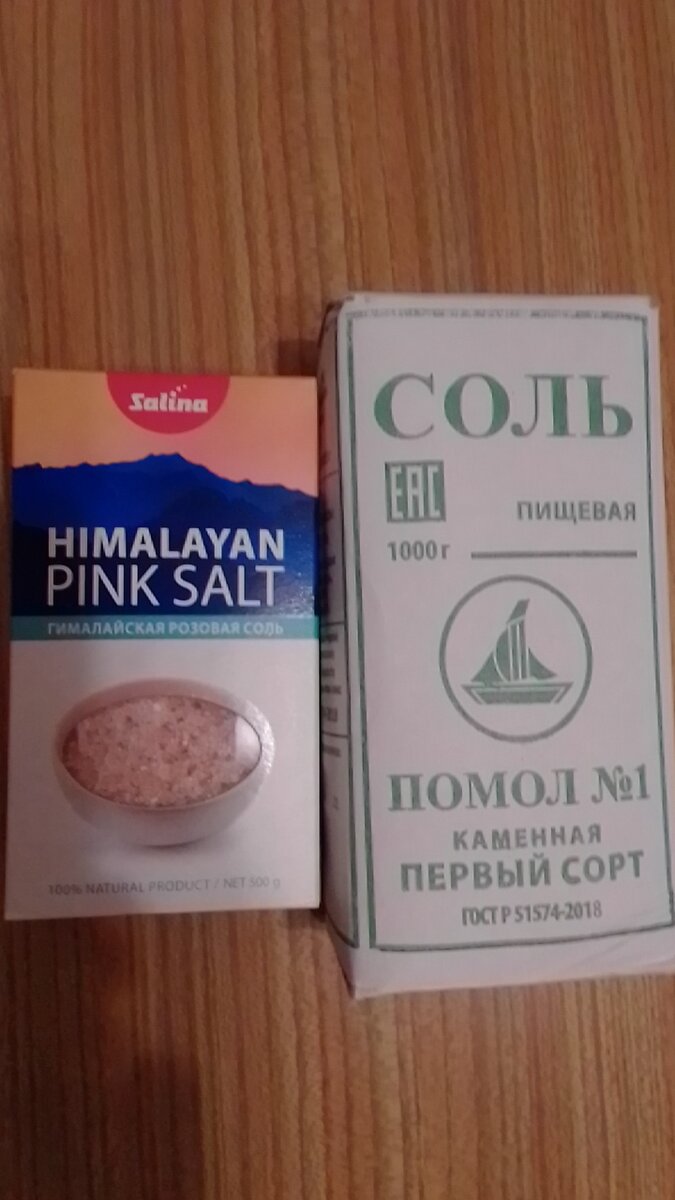 Salina
HIMALAYAN
PINK SALT
ГИМАЛАЙСКАЯ РОЗОВАЯ СОЛЬ
100% NATURAL PRODUCT / NET 500 g
СОЛЬ
ЕАС
ПИЩЕВАЯ
1000 г
ПОМОЛ №1
КАМЕННАЯ
ПЕРВЫЙ СОРТ
ГОСТ Р 51574-2018